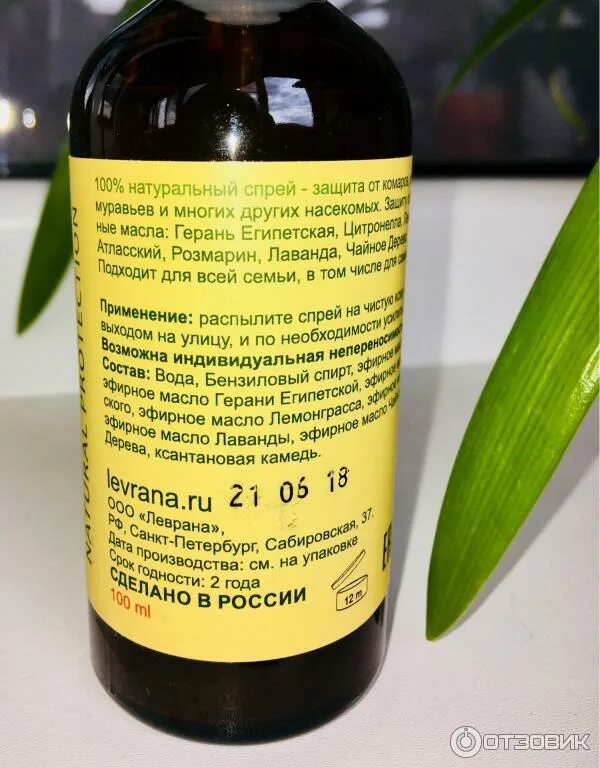 NATURAL PROTECTION
100% натуральный спрей - защита от комаров,
муравьев и многих других насекомых.
ные масла: Герань Египетская, Цитронелла,
Атласский, Розмарин, Лаванда, Чайное Дерево
Подходит для всей семьи, в том числе для
Применение: распылите спрей на чистую
выходом на улицу, и по необходимости
Возможна индивидуальная непереносимость
Состав: Вода, Бензиловый спирт, эфирное
эфирное масло Герани Египетской, эфирное
ского, эфирное масло Лемонграсса, эфирное
эфирное масло Лаванды, эфирное масло
Дерева, ксантановая камедь.
levrana.ru 21 06 18
ООО «Леврана»,
РФ, Санкт-Петербург, Сабировская, 37.
Дата производства: см. на упаковке
Срок годности: 2 года
СДЕЛАНО В РОССИИ
100 ml
12 m.
ОТЗОВИК